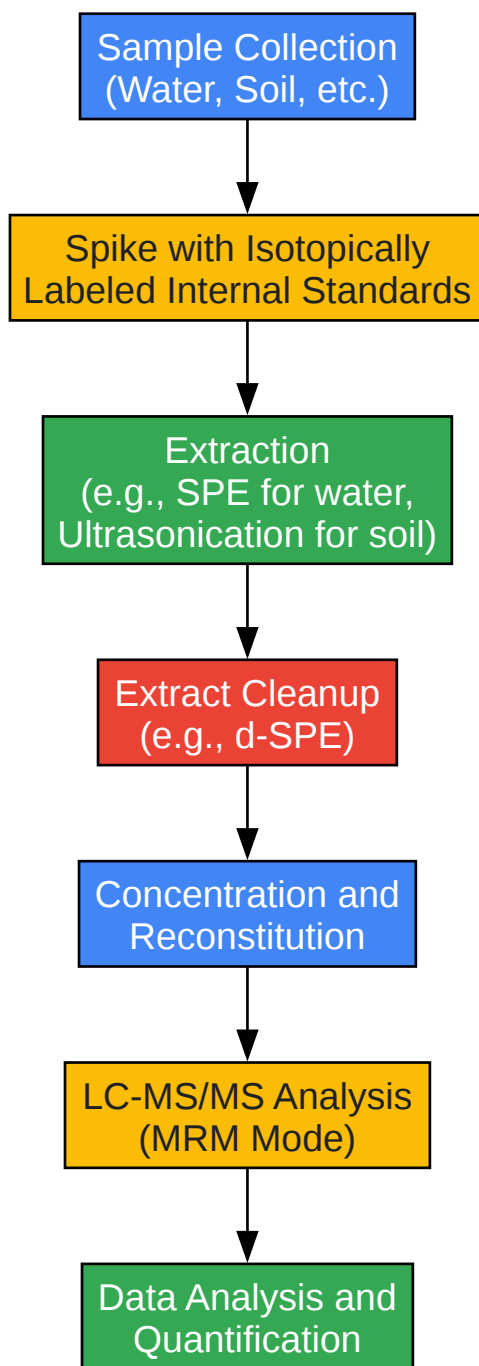 Sample Collection
(Water, Soil, etc.)
Spike with Isotopically
Labeled Internal Standards
Extraction
(e.g., SPE for water,
Ultrasonication for soil)
Extract Cleanup
(e.g., d-SPE)
Concentration and
Reconstitution
LC-MS/MS Analysis
(MRM Mode)
Data Analysis and
Quantification